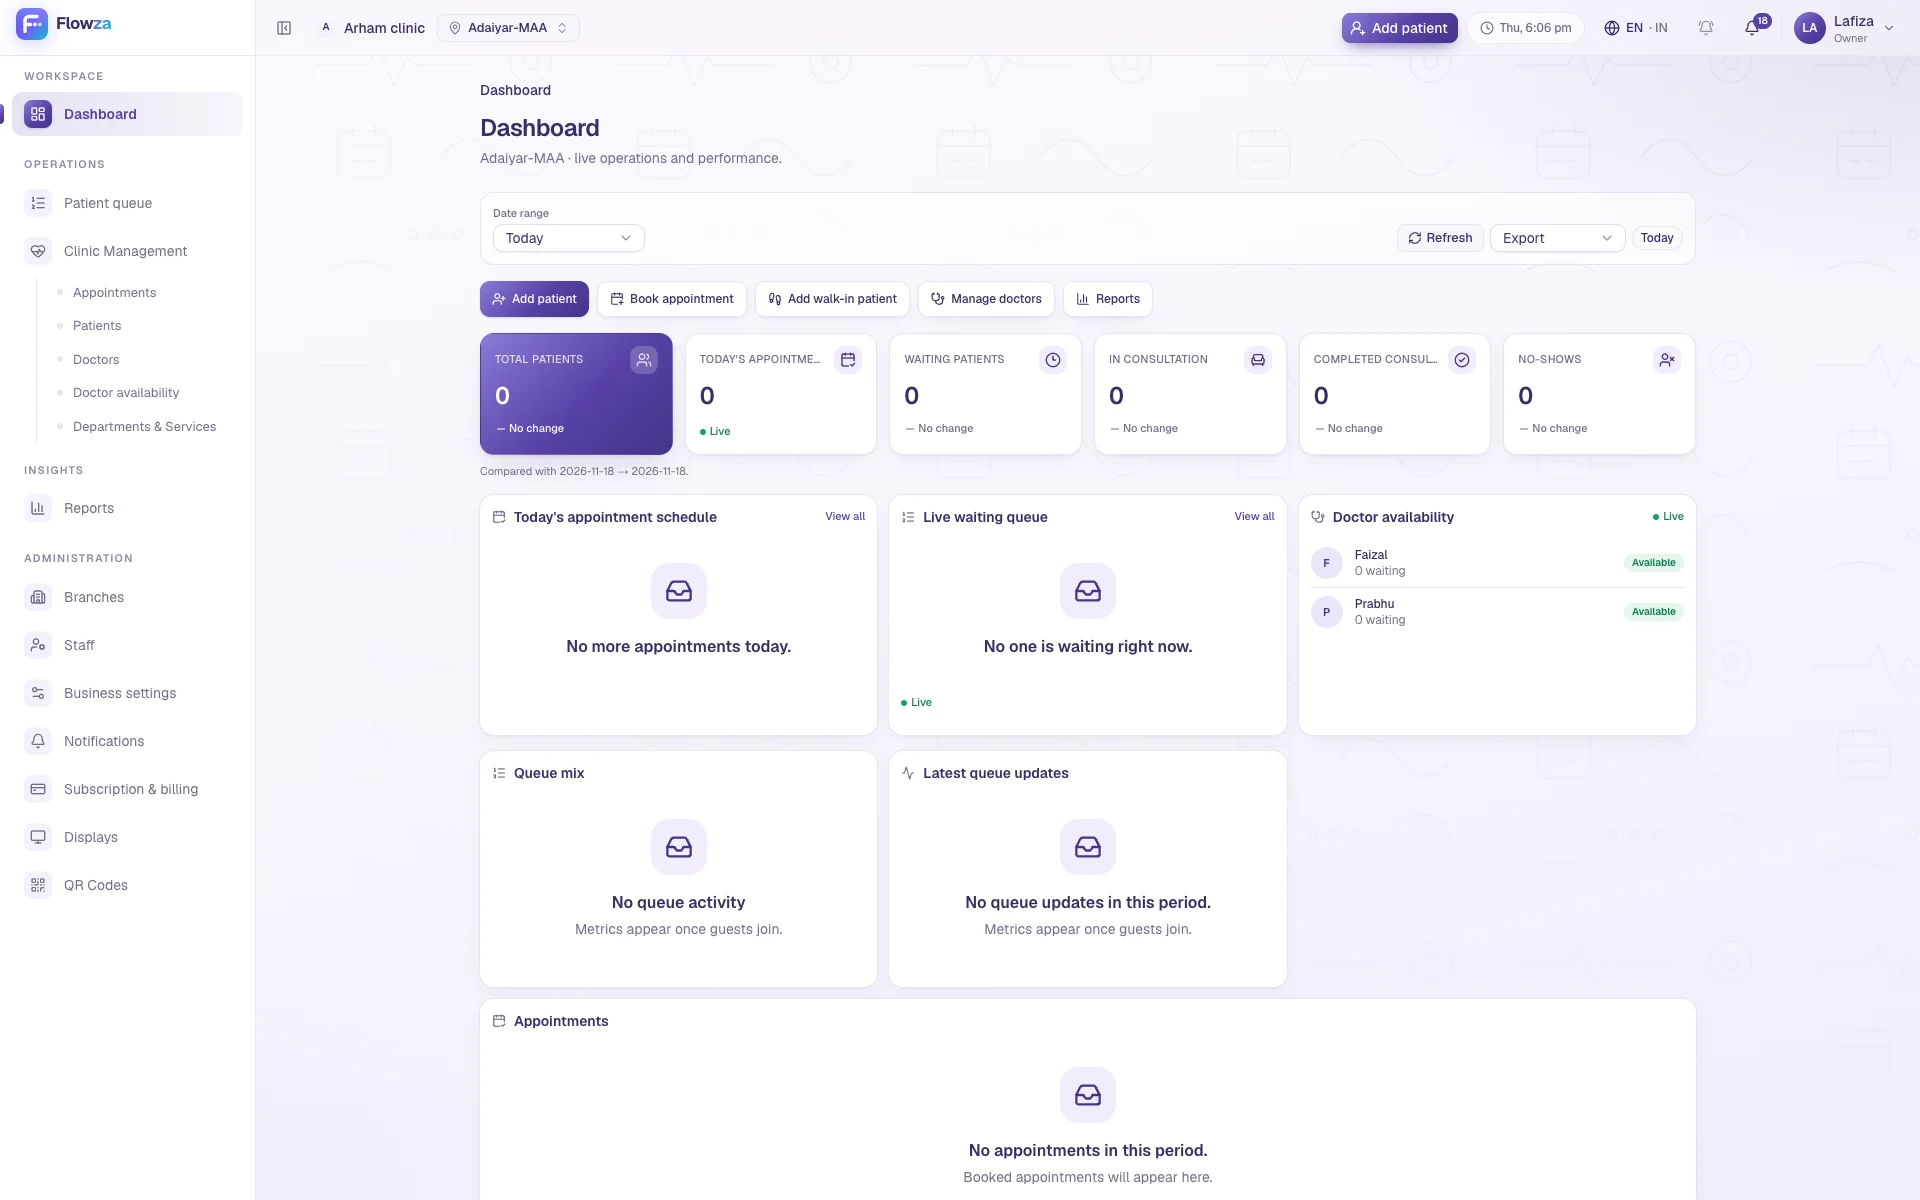 Flowza
Arham clinic
A
Adaiyar-MAA
Add patient
Thu, 6:06 pm
EN · IN
18
LA
Lafiza
Owner
WORKSPACE
Dashboard
OPERATIONS
Patient queue
Clinic Management
Appointments
Patients
Doctors
Doctor availability
Departments & Services
INSIGHTS
Reports
ADMINISTRATION
Branches
Staff
Business settings
Notifications
Subscription & billing
Displays
QR Codes
Dashboard
Dashboard
Adaiyar-MAA · live operations and performance.
Date range
Today
Refresh
Export
Today
Add patient
Book appointment
Add walk-in patient
Manage doctors
Reports
TOTAL PATIENTS
0
— No change
TODAY'S APPOINTME...
0
Live
WAITING PATIENTS
0
— No change
IN CONSULTATION
0
— No change
COMPLETED CONSUL...
0
— No change
NO-SHOWS
0
— No change
Compared with 2026-11-18 → 2026-11-18.
Today's appointment schedule
View all
No more appointments today.
Live waiting queue
View all
No one is waiting right now.
Live
Doctor availability
Live
F
Faizal
0 waiting
Available
P
Prabhu
0 waiting
Available
Queue mix
No queue activity
Metrics appear once guests join.
Latest queue updates
No queue updates in this period.
Metrics appear once guests join.
Appointments
No appointments in this period.
Booked appointments will appear here.